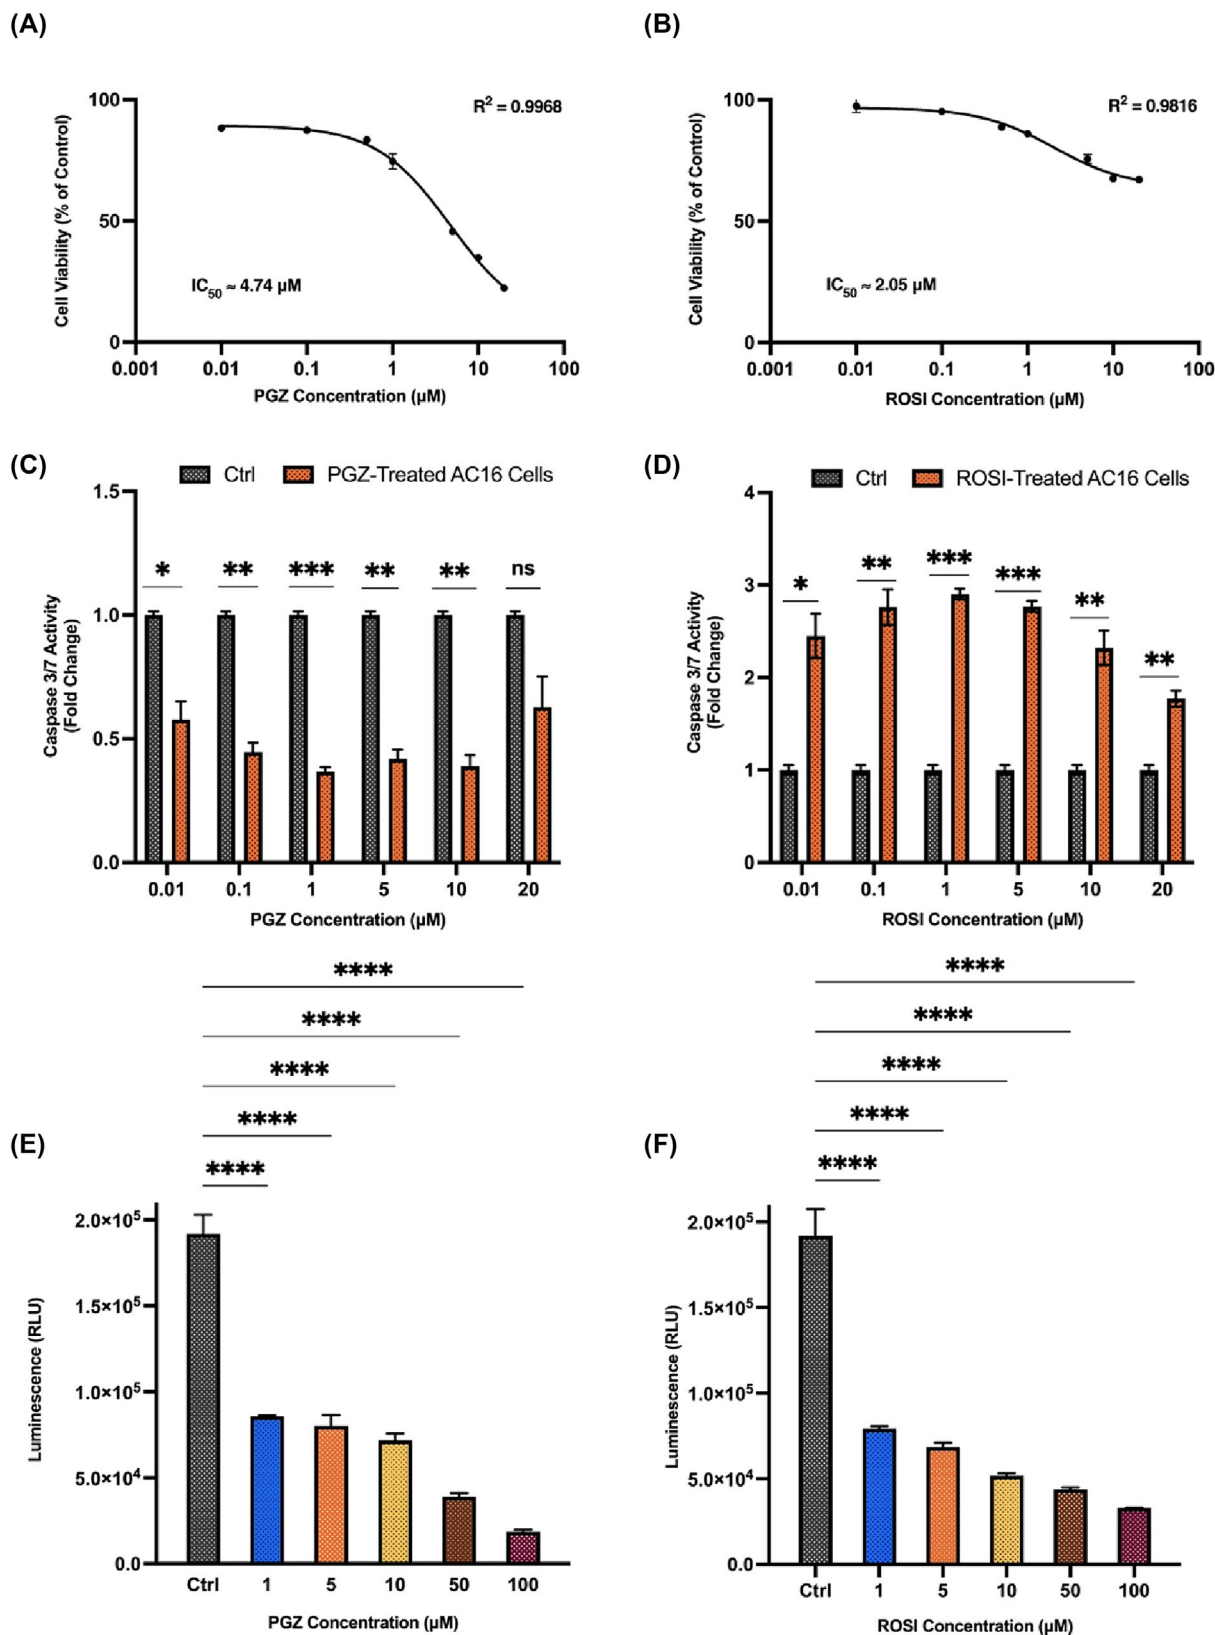 (A)
R² = 0.9968
100
50
0
Cell Viability (% of Control)
IC₅₀ ≈ 4.74 µM
0.001 0.01 0.1 1 10 100
PGZ Concentration (µM)
(B)
R² = 0.9816
100
50
0
Cell Viability (% of Control)
IC₅₀ ≈ 2.05 µM
0.001 0.01 0.1 1 10 100
ROSI Concentration (µM)
(C)
Ctrl PGZ-Treated AC16 Cells
1.5
1.0
0.5
0.0
Caspase 3/7 Activity
(Fold Change)
* ** *** ** ** ns
0.01 0.1 1 5 10 20
PGZ Concentration (µM)
(D)
Ctrl ROSI-Treated AC16 Cells
4
3
2
1
0
Caspase 3/7 Activity
(Fold Change)
* ** *** *** ** **
0.01 0.1 1 5 10 20
ROSI Concentration (µM)
(E)
****
****
****
****
****
2.0×10⁵
1.5×10⁵
1.0×10⁵
5.0×10⁴
0.0
Luminescence (RLU)
Ctrl 1 5 10 50 100
PGZ Concentration (µM)
(F)
****
****
****
****
****
2.0×10⁵
1.5×10⁵
1.0×10⁵
5.0×10⁴
0.0
Luminescence (RLU)
Ctrl 1 5 10 50 100
ROSI Concentration (µM)